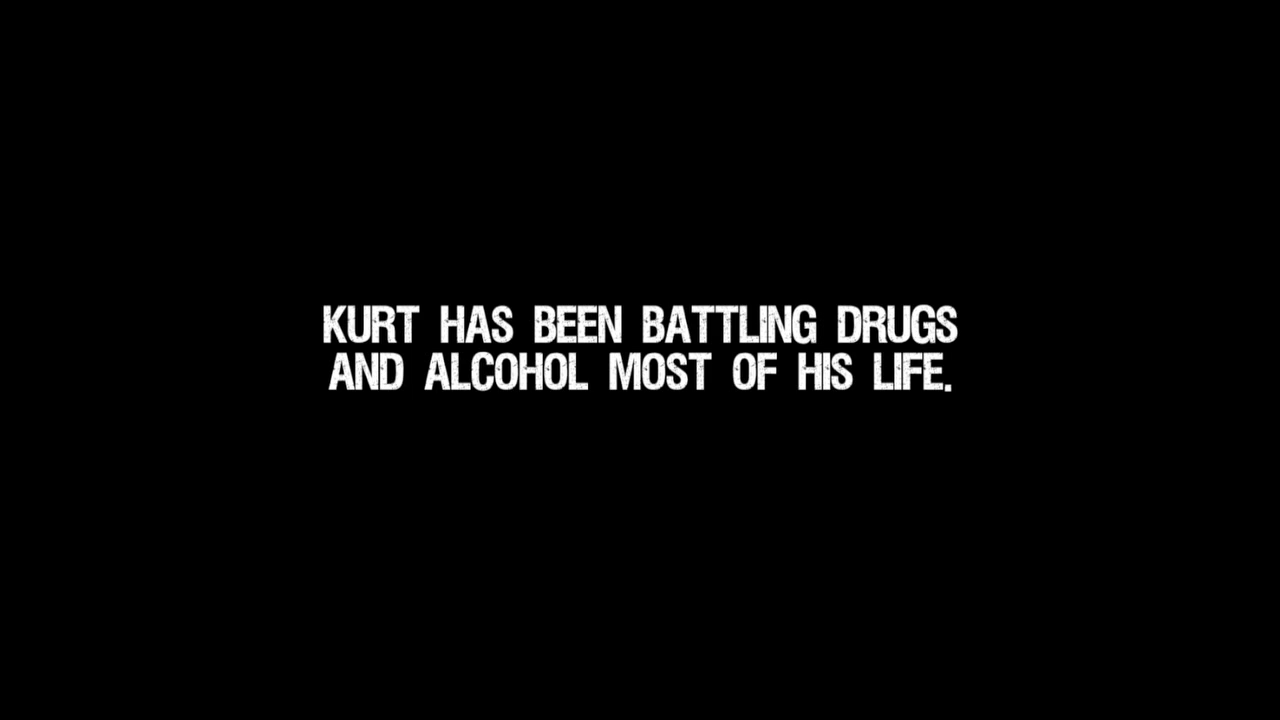 KURT HAS BEEN BATTLING DRUGS
AND ALCOHOL MOST OF HIS LIFE.